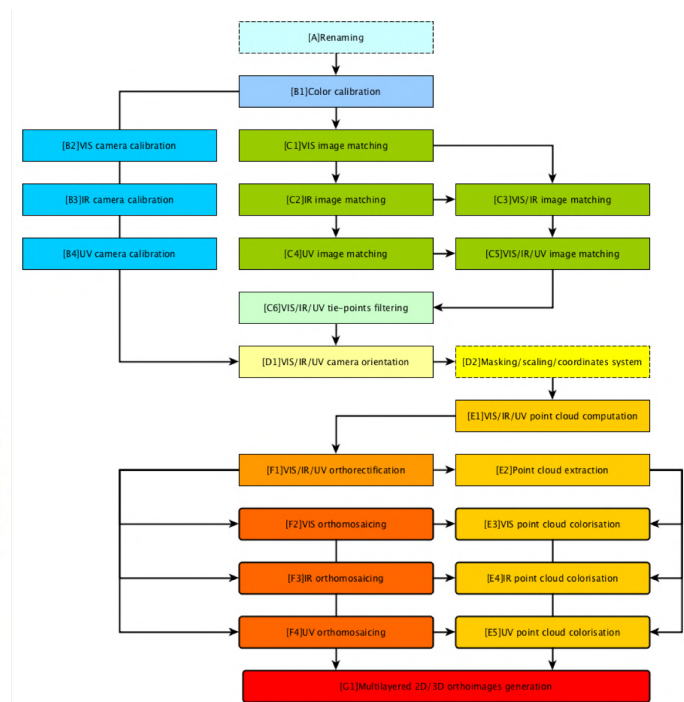 [A]Renaming
[B1]Color calibration
[B2]VIS camera calibration
[C1]VIS image matching
[B3]IR camera calibration
[C2]IR image matching
[C3]VIS/IR image matching
[B4]UV camera calibration
[C4]UV image matching
[C5]VIS/IR/UV image matching
[C6]VIS/IR/UV tie-points filtering
[D1]VIS/IR/UV camera orientation
[D2]Masking/scaling/coordinates system
[E1]VIS/IR/UV point cloud computation
[F1]VIS/IR/UV orthorectification
[E2]Point cloud extraction
[F2]VIS orthomosaicing
[E3]VIS point cloud colorisation
[F3]IR orthomosaicing
[E4]IR point cloud colorisation
[F4]UV orthomosaicing
[E5]UV point cloud colorisation
[G1]Multilayered 2D/3D orthoimages generation